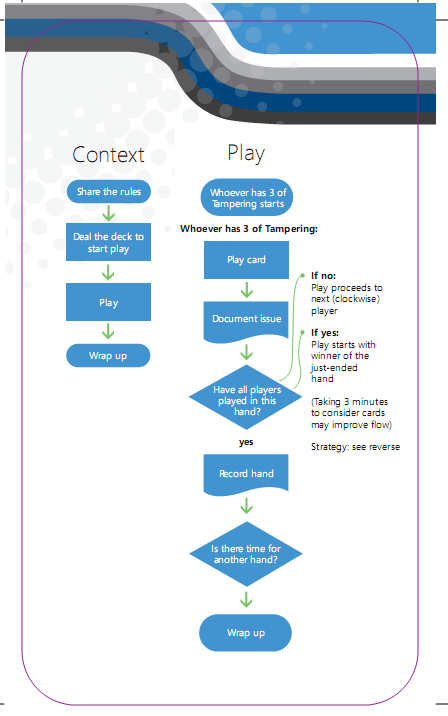 Context
Share the rules
Deal the deck to
start play
Play
Wrap up
Play
Whoever has 3 of
Tampering starts
Whoever has 3 of Tampering:
Play card
Document issue
Have all players
played in this
hand?
yes
Record hand
Is there time for
another hand?
Wrap up
If no:
Play proceeds to
next (clockwise)
player
If yes:
Play starts with
winner of the
just-ended
hand
(Taking 3 minutes
to consider cards
may improve flow)
Strategy: see reverse